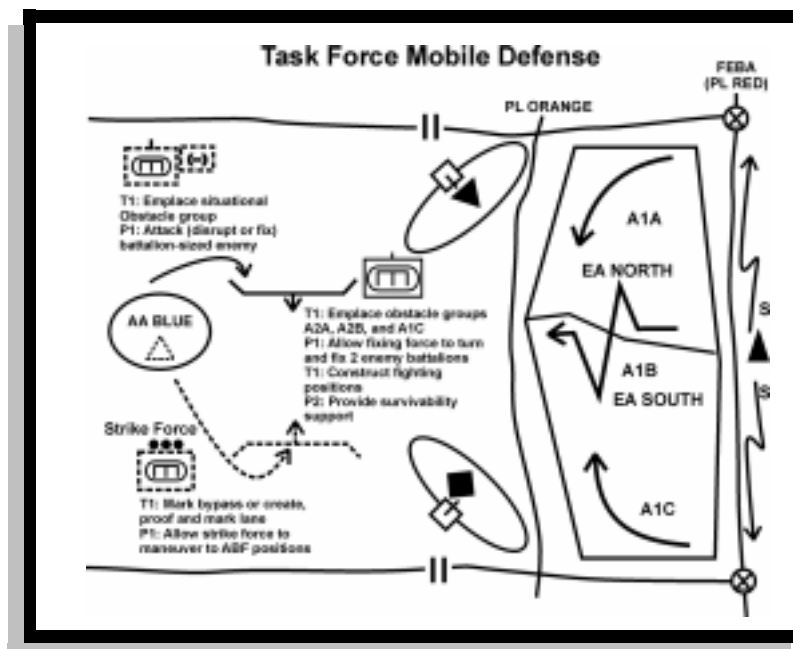 Task Force Mobile Defense
FEBA
(PL RED)
PL ORANGE
T1: Emplace situational
Obstacle group
P1: Attack (disrupt or fix)
battalion-sized enemy
A1A
EA NORTH
AA BLUE
T1: Emplace obstacle groups
A2A, A2B, and A1C
P1: Allow fixing force to turn
and fix 2 enemy battalions
T1: Construct fighting
positions
P2: Provide survivability
support
S
A1B
EA SOUTH
S
Strike Force
T1: Mark bypass or create,
proof and mark lane
P1: Allow strike force to
maneuver to ABF positions
A1C